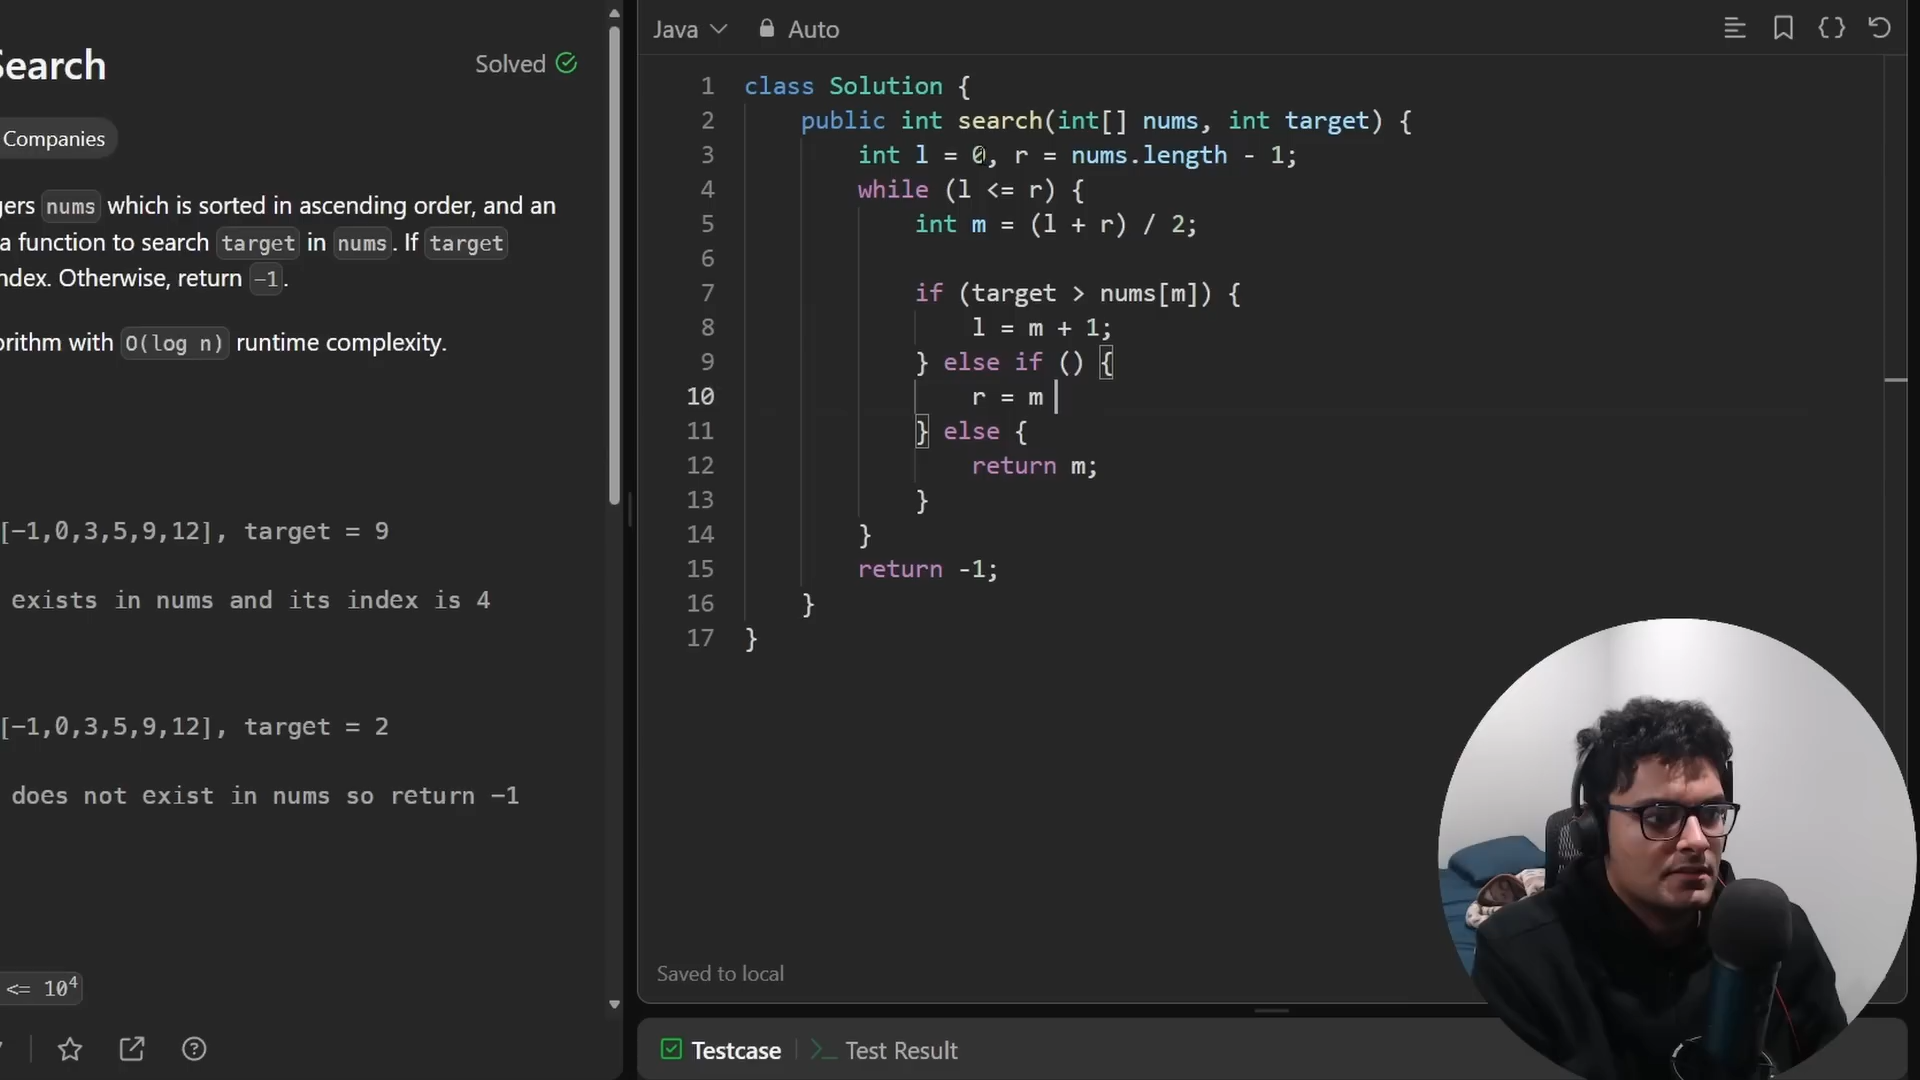 Search
Solved
Companies
gers nums which is sorted in ascending order, and an
a function to search target in nums. If target
ndex. Otherwise, return -1.
orithm with O(log n) runtime complexity.
[-1,0,3,5,9,12], target = 9
exists in nums and its index is 4
[-1,0,3,5,9,12], target = 2
does not exist in nums so return -1
<= 10⁴
Java
Auto
1 class Solution {
2 public int search(int[] nums, int target) {
3 int l = 0, r = nums.length - 1;
4 while (l <= r) {
5 int m = (l + r) / 2;
6
7 if (target > nums[m]) {
8 l = m + 1;
9 } else if () {
10 r = m
11 } else {
12 return m;
13 }
14 }
15 return -1;
16 }
17 }
Saved to local
Testcase
Test Result